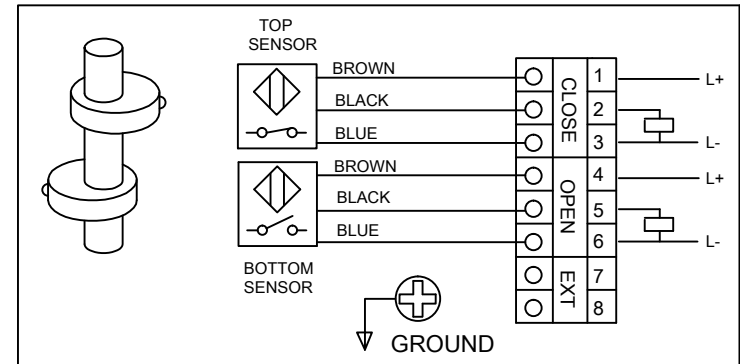 TOP
SENSOR
BROWN
BLACK
BLUE
BROWN
BLACK
BLUE
BOTTOM
SENSOR
GROUND
CLOSE
OPEN
EXT
1
2
3
4
5
6
7
8
L+
L-
L+
L-